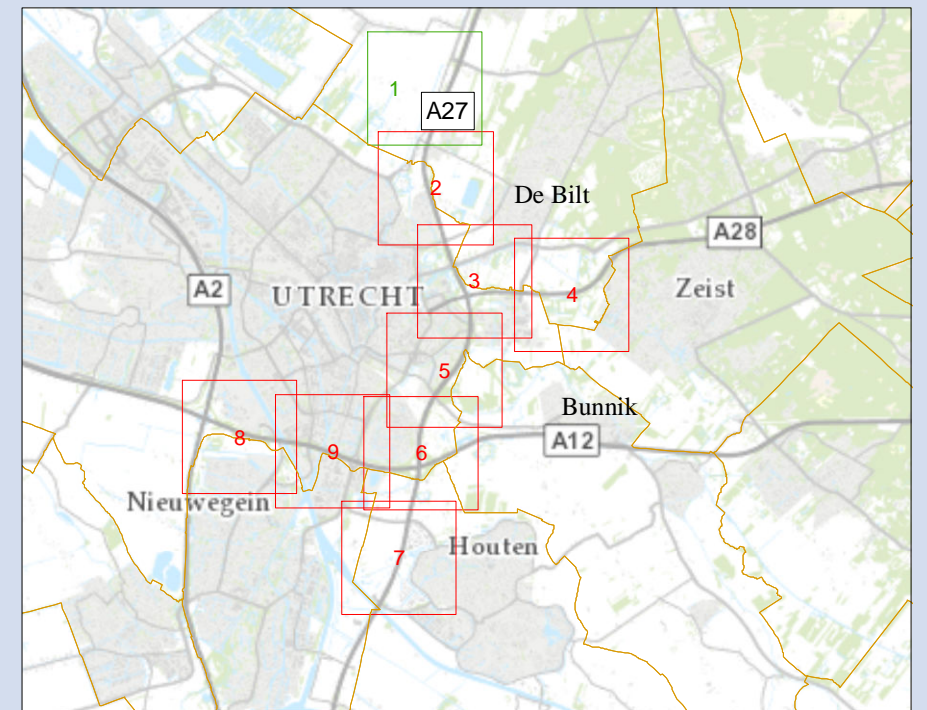 1
A27
2
De Bilt
A28
3
4
A2
UTRECHT
Zeist
5
Bunnik
8
9
6
A12
Nieuwegein
7
Houten